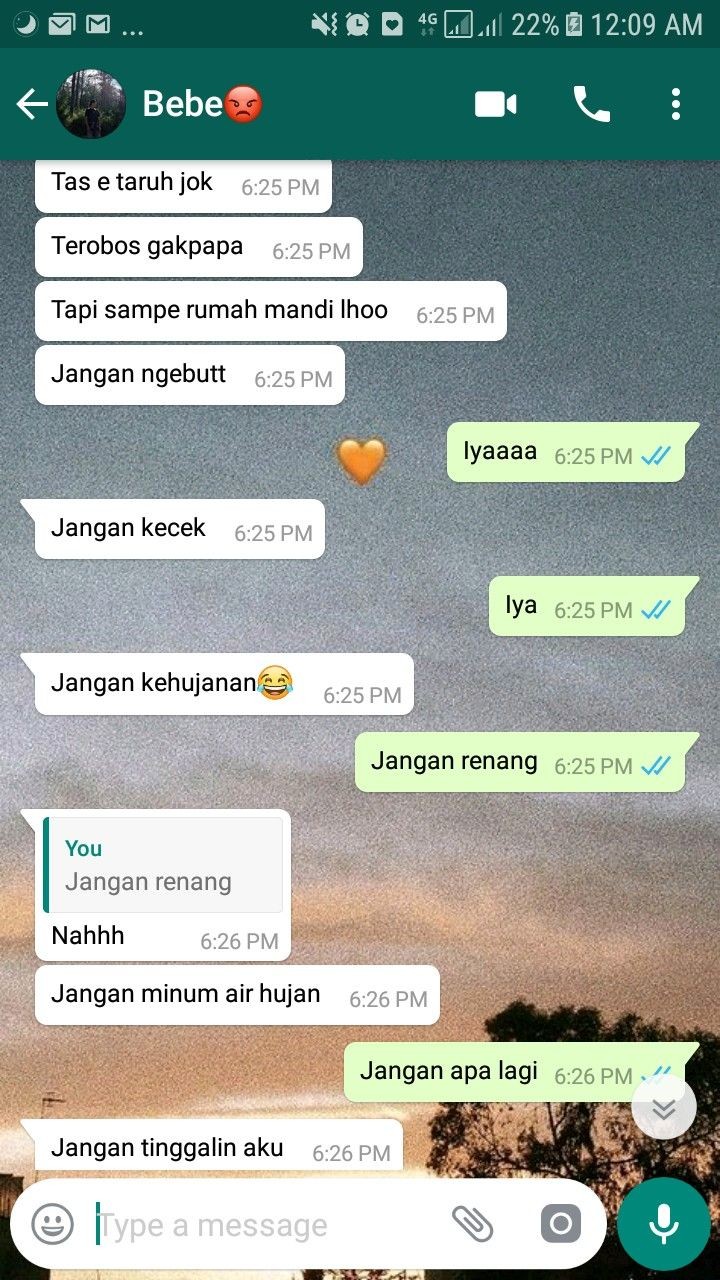 ... 4G 22% 12:09 AM
Bebe😡
Tas e taruh jok 6:25 PM
Terobos gakpapa 6:25 PM
Tapi sampe rumah mandi lhoo 6:25 PM
Jangan ngebutt 6:25 PM
Iyaaaa 6:25 PM
🧡
Jangan kecek 6:25 PM
Iya 6:25 PM
Jangan kehujanan😂 6:25 PM
Jangan renang 6:25 PM
You
Jangan renang
Nahhh 6:26 PM
Jangan minum air hujan 6:26 PM
Jangan apa lagi 6:26 PM
Jangan tinggalin aku 6:26 PM
Type a message